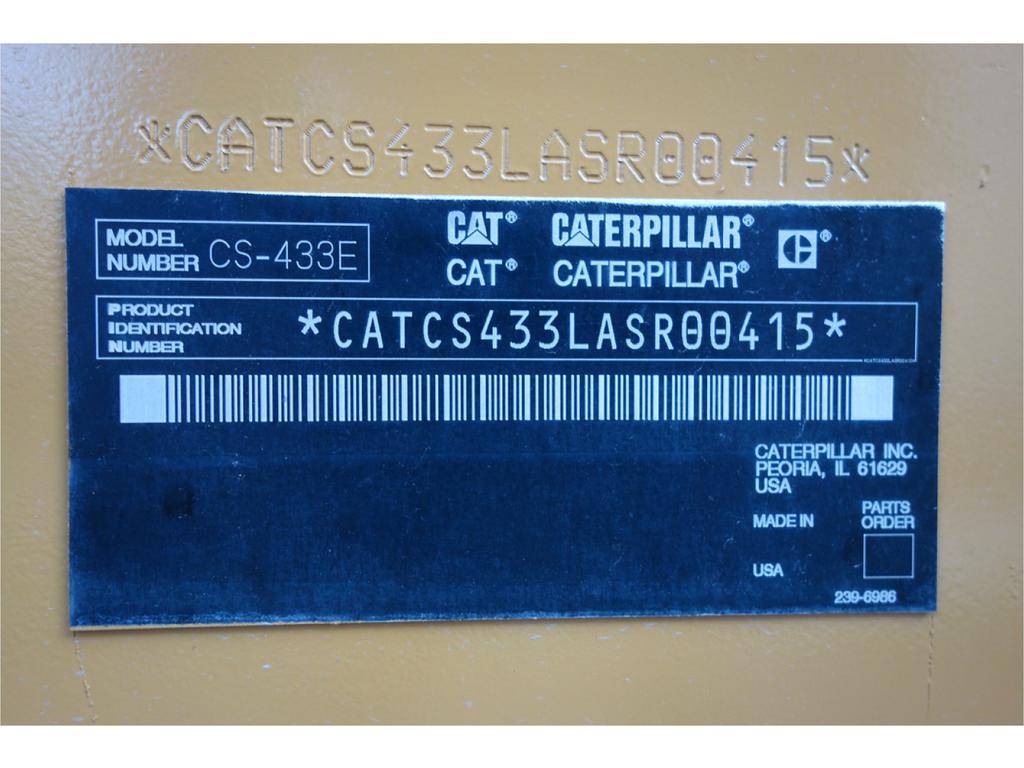 *CATCS433LASR00415*
MODEL NUMBER CS-433E
CAT® CATERPILLAR® ®
CAT® CATERPILLAR®
PRODUCT
IDENTIFICATION
NUMBER
*CATCS433LASR00415*
*CATCS433LASR00415*
CATERPILLAR INC.
PEORIA, IL 61629
USA
MADE IN
USA
PARTS
ORDER
239-6986